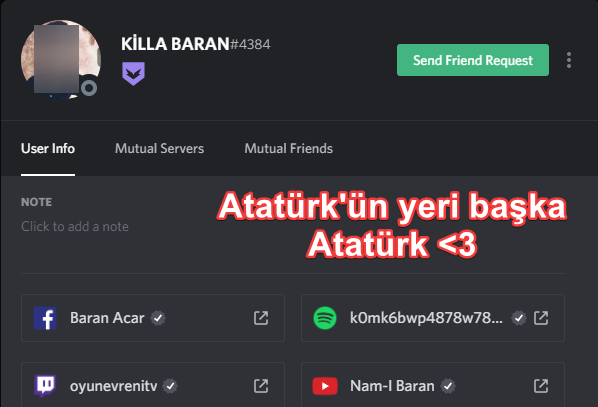 KİLLA BARAN#4384
Send Friend Request
User Info Mutual Servers Mutual Friends
NOTE
Click to add a note
Atatürk'ün yeri başka
Atatürk <3
Baran Acar
k0mk6bwp4878w78...
oyunevrenitv
Nam-I Baran